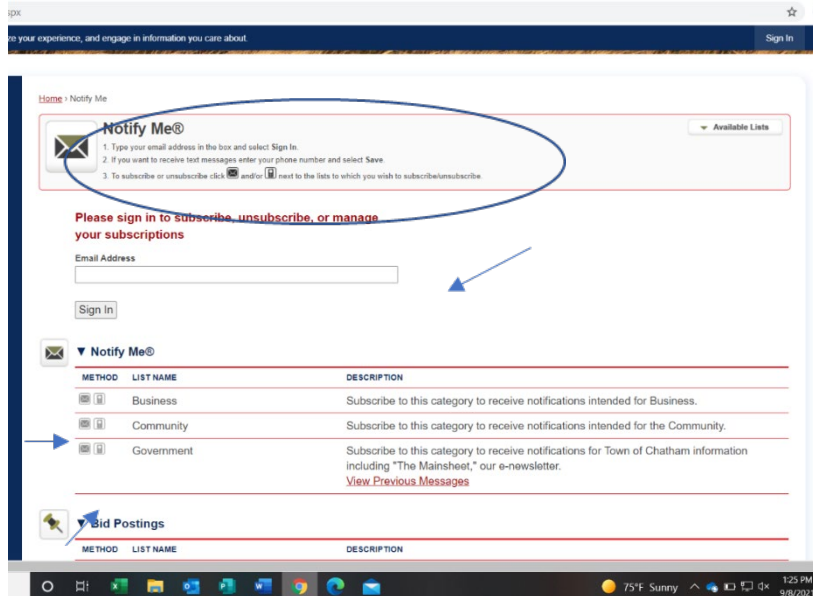 spx
ze your experience, and engage in information you care about.
Sign In
Home › Notify Me
Notify Me®
Available Lists
1. Type your email address in the box and select Sign In.
2. If you want to receive text messages enter your phone number and select Save.
3. To subscribe or unsubscribe click and/or next to the lists to which you wish to subscribe/unsubscribe.
Please sign in to subscribe, unsubscribe, or manage
your subscriptions
Email Address
Sign In
▼ Notify Me®
METHOD LIST NAME DESCRIPTION
Business Subscribe to this category to receive notifications intended for Business.
Community Subscribe to this category to receive notifications intended for the Community.
Government Subscribe to this category to receive notifications for Town of Chatham information
including "The Mainsheet," our e-newsletter.
View Previous Messages
▼ Bid Postings
METHOD LIST NAME DESCRIPTION
75°F Sunny
1:25 PM
9/8/2021